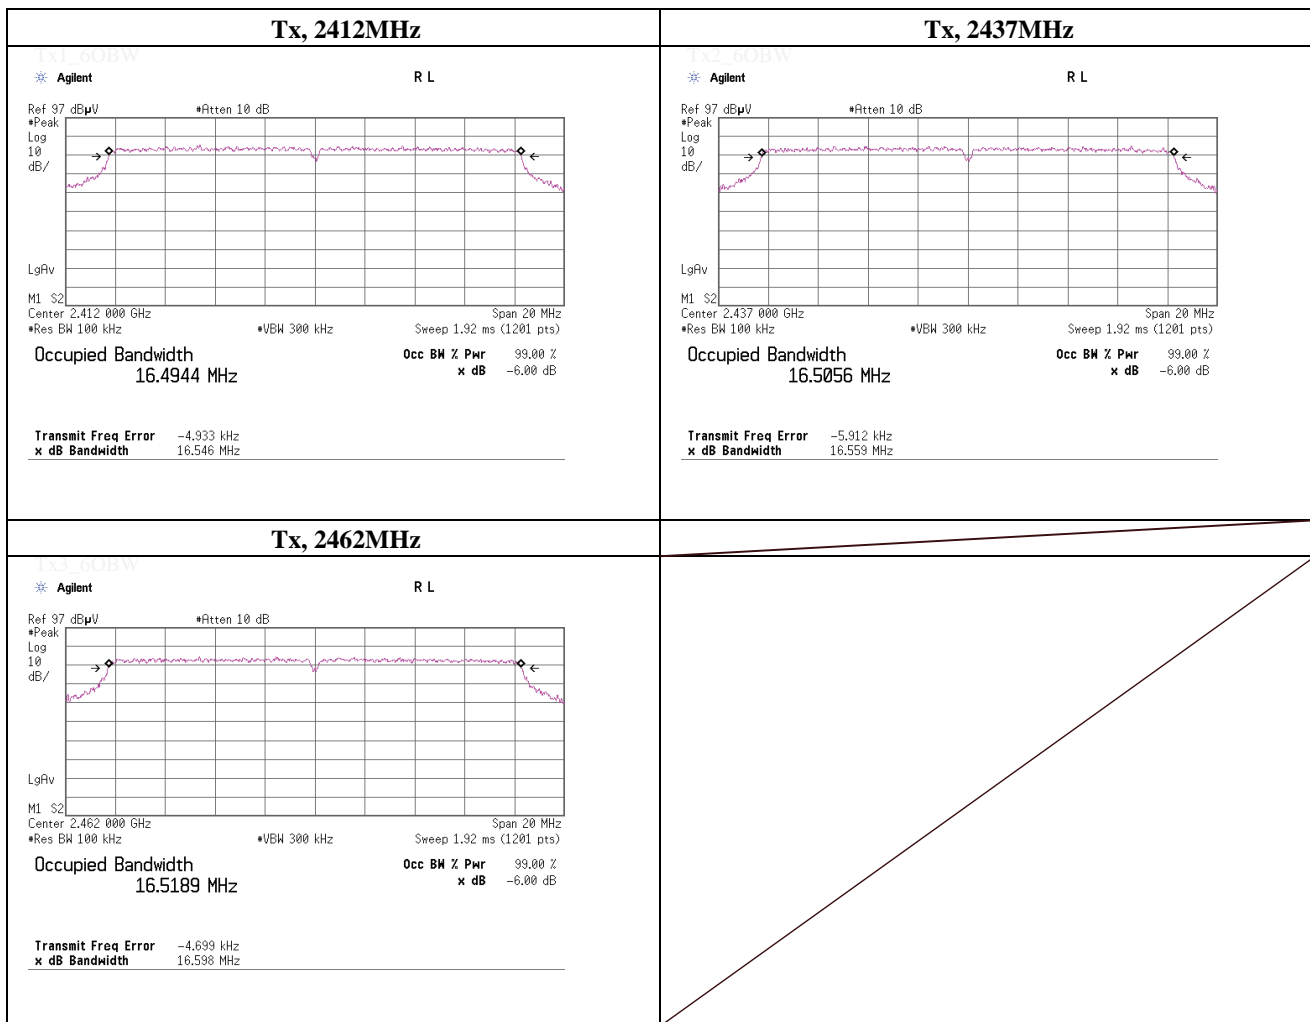 Tx, 2412MHz
Tx1_6OBW
Agilent R L
Ref 97 dBµV #Atten 10 dB
#Peak
Log
10
dB/
LgAv
M1 S2
Center 2.412 000 GHz Span 20 MHz
#Res BW 100 kHz #VBW 300 kHz Sweep 1.92 ms (1201 pts)
Occupied Bandwidth Occ BW % Pwr 99.00 %
16.4944 MHz x dB -6.00 dB
Transmit Freq Error -4.933 kHz
x dB Bandwidth 16.546 MHz
Tx, 2437MHz
Tx2_6OBW
Agilent R L
Ref 97 dBµV #Atten 10 dB
#Peak
Log
10
dB/
LgAv
M1 S2
Center 2.437 000 GHz Span 20 MHz
#Res BW 100 kHz #VBW 300 kHz Sweep 1.92 ms (1201 pts)
Occupied Bandwidth Occ BW % Pwr 99.00 %
16.5056 MHz x dB -6.00 dB
Transmit Freq Error -5.912 kHz
x dB Bandwidth 16.559 MHz
Tx, 2462MHz
Tx3_6OBW
Agilent R L
Ref 97 dBµV #Atten 10 dB
#Peak
Log
10
dB/
LgAv
M1 S2
Center 2.462 000 GHz Span 20 MHz
#Res BW 100 kHz #VBW 300 kHz Sweep 1.92 ms (1201 pts)
Occupied Bandwidth Occ BW % Pwr 99.00 %
16.5189 MHz x dB -6.00 dB
Transmit Freq Error -4.699 kHz
x dB Bandwidth 16.598 MHz